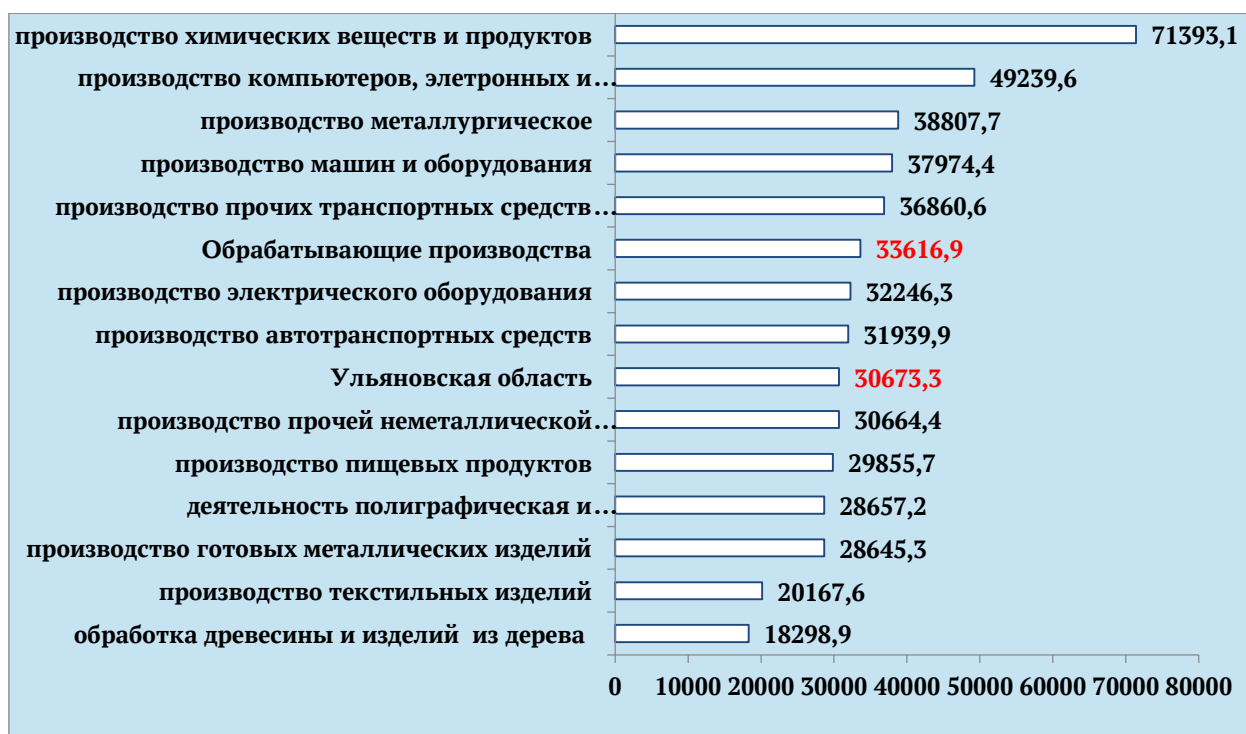 производство химических веществ и продуктов 71393,1
производство компьютеров, элетронных и… 49239,6
производство металлургическое 38807,7
производство машин и оборудования 37974,4
производство прочих транспортных средств… 36860,6
Обрабатывающие производства 33616,9
производство электрического оборудования 32246,3
производство автотранспортных средств 31939,9
Ульяновская область 30673,3
производство прочей неметаллической… 30664,4
производство пищевых продуктов 29855,7
деятельность полиграфическая и… 28657,2
производство готовых металлических изделий 28645,3
производство текстильных изделий 20167,6
обработка древесины и изделий из дерева 18298,9
0 10000 20000 30000 40000 50000 60000 70000 80000